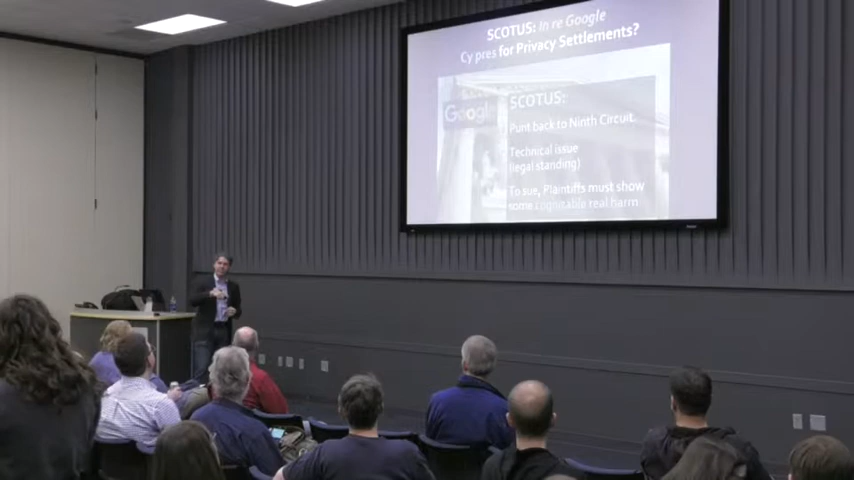 SCOTUS: In re Google
Cy pres for Privacy Settlements?
Google
SCOTUS:
Punt back to Ninth Circuit.
Technical issue
(legal standing)
To sue, Plaintiffs must show
some cognizable real harm